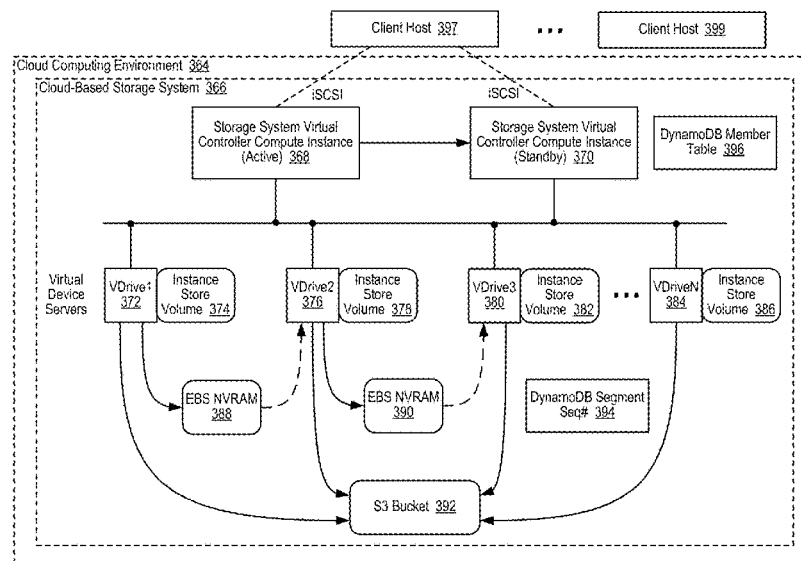 Client Host 397
...
Client Host 399
Cloud Computing Environment 364
Cloud-Based Storage System 366
iSCSI
iSCSI
Storage System Virtual
Controller Compute Instance
(Active) 368
Storage System Virtual
Controller Compute Instance
(Standby) 370
DynamoDB Member
Table 396
Virtual
Device
Servers
VDrive1
372
Instance
Store
Volume 374
VDrive2
376
Instance
Store
Volume 378
VDrive3
380
Instance
Store
Volume 382
...
VDriveN
384
Instance
Store
Volume 386
EBS NVRAM
388
EBS NVRAM
390
DynamoDB Segment
Seq# 394
S3 Bucket 392